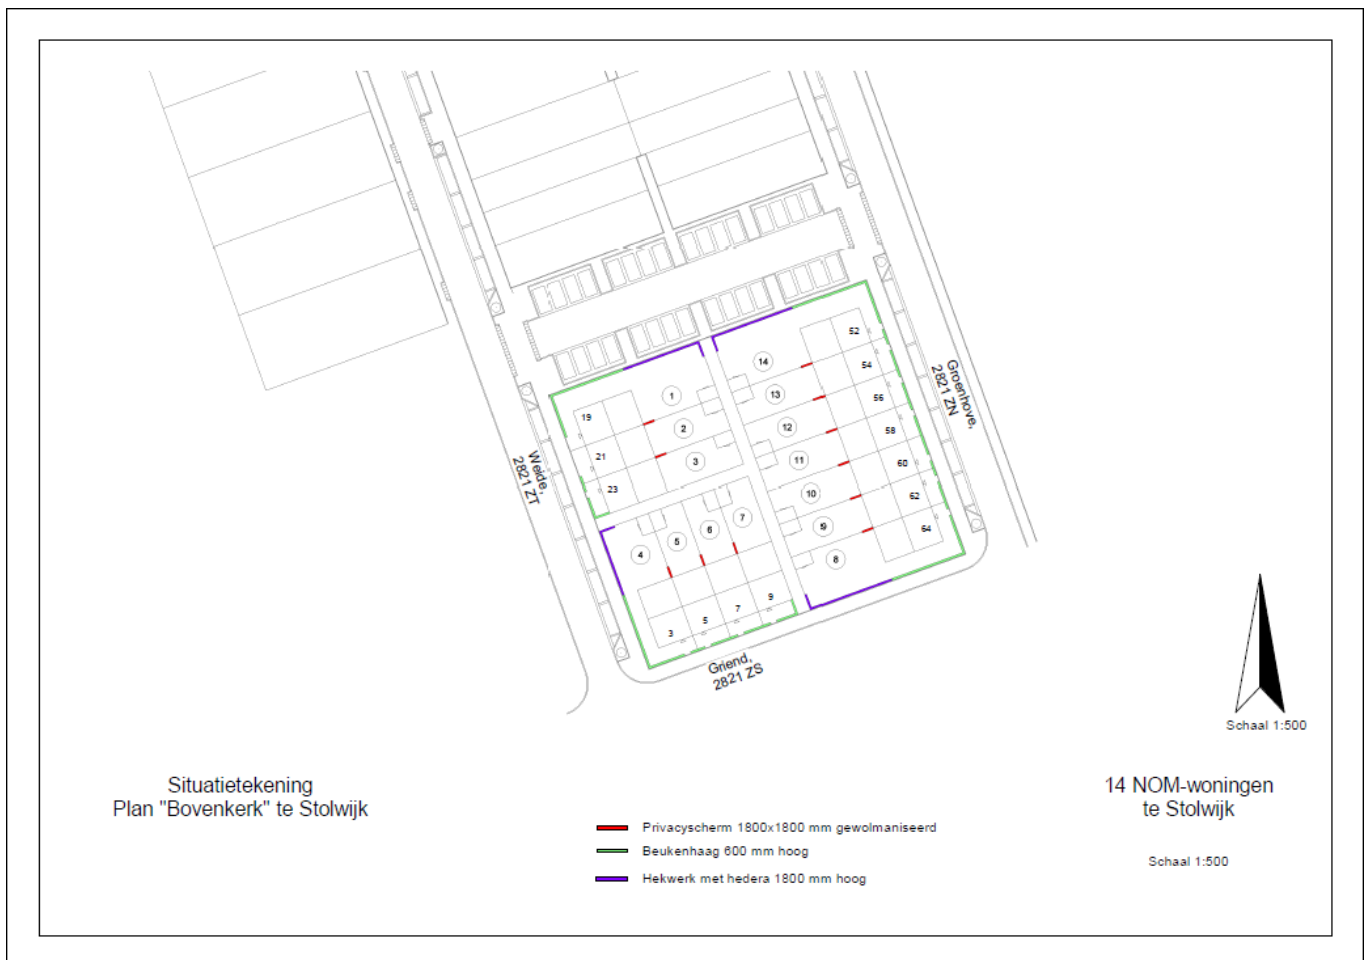 52
14
54
Groenhove,
2821 ZN
1
13
56
19
2
12
58
21
3
11
60
Weide,
2821 ZT
23
10
62
7
6
9
64
5
4
8
9
7
5
3
Griend,
2821 ZS
Schaal 1:500
Situatietekening
Plan "Bovenkerk" te Stolwijk
14 NOM-woningen
te Stolwijk
Schaal 1:500
Privacyscherm 1800x1800 mm gewolmaniseerd
Beukenhaag 600 mm hoog
Hekwerk met hedera 1800 mm hoog